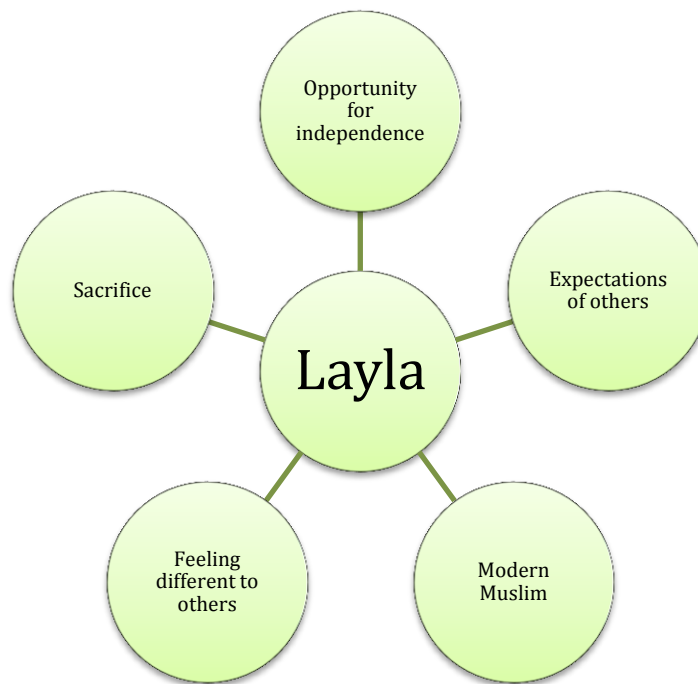 Opportunity
for
independence
Sacrifice
Expectations
of others
Layla
Feeling
different to
others
Modern
Muslim